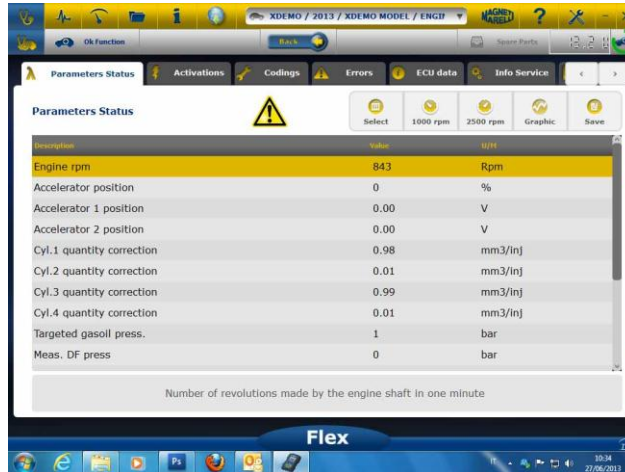 XDEMO / 2013 / XDEMO MODEL / ENGIN
MAGNETI
MARELLI
?
Ok Function
Back
Spare Parts
Parameters Status
Activations
Codings
Errors
ECU data
Info Service
Parameters Status
Select
1000 rpm
2500 rpm
Graphic
Save
Description Value U/M
Engine rpm 843 Rpm
Accelerator position 0 %
Accelerator 1 position 0.00 V
Accelerator 2 position 0.00 V
Cyl.1 quantity correction 0.98 mm3/inj
Cyl.2 quantity correction 0.01 mm3/inj
Cyl.3 quantity correction 0.99 mm3/inj
Cyl.4 quantity correction 0.01 mm3/inj
Targeted gasoil press. 1 bar
Meas. DF press 0 bar
Number of revolutions made by the engine shaft in one minute
Flex
Ps
IT
10:34
27/06/2013